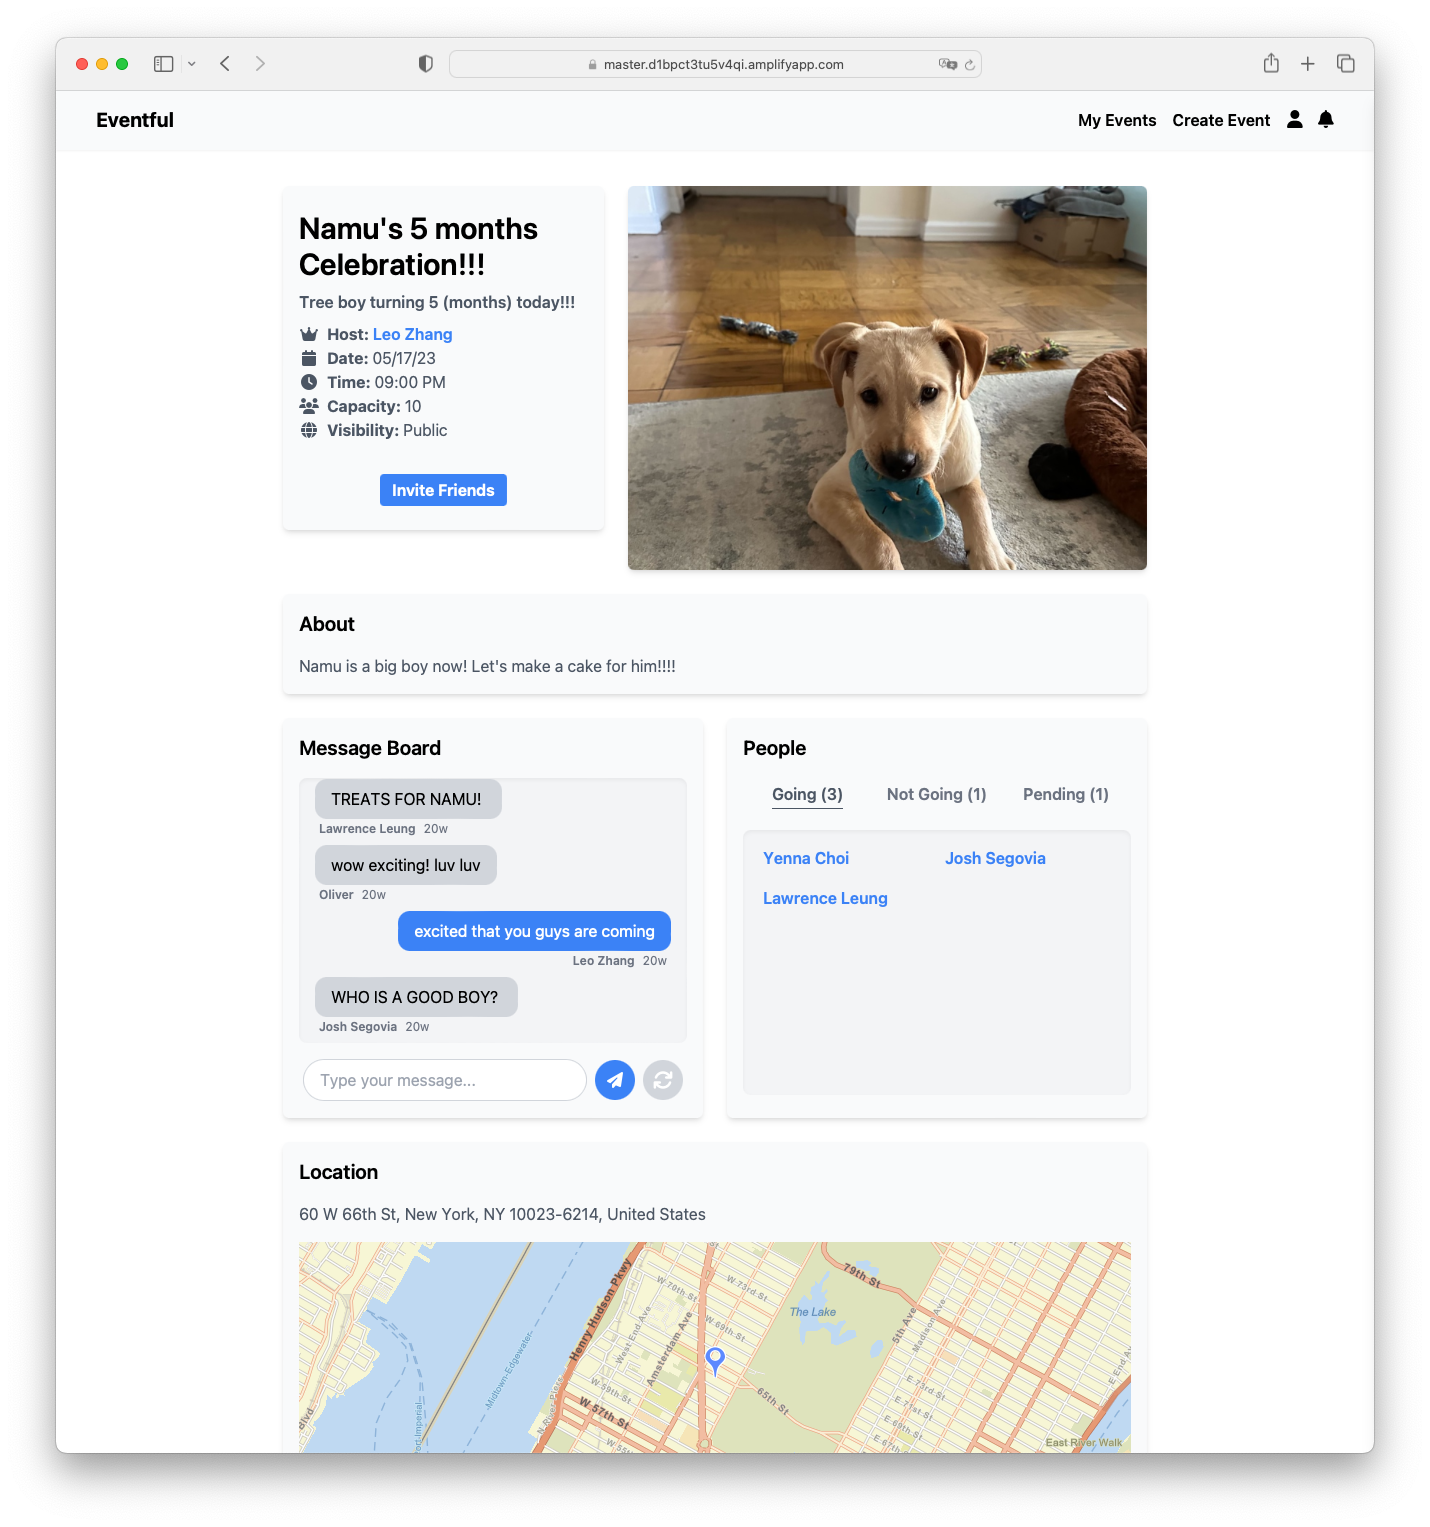 master.d1bpct3tu5v4qi.amplifyapp.com
Eventful
My Events
Create Event
Namu's 5 months
Celebration!!!
Tree boy turning 5 (months) today!!!
Host: Leo Zhang
Date: 05/17/23
Time: 09:00 PM
Capacity: 10
Visibility: Public
Invite Friends
About
Namu is a big boy now! Let's make a cake for him!!!!
Message Board
TREATS FOR NAMU!
Lawrence Leung 20w
wow exciting! luv luv
Oliver 20w
excited that you guys are coming
Leo Zhang 20w
WHO IS A GOOD BOY?
Josh Segovia 20w
Type your message...
People
Going (3)
Not Going (1)
Pending (1)
Yenna Choi
Josh Segovia
Lawrence Leung
Location
60 W 66th St, New York, NY 10023-6214, United States
Henry Hudson Pkwy
W 70th St
W 73rd St
79th St
The Lake
W 69th St
West End Ave
Amsterdam Ave
5th Ave
Madison Ave
Midtown-Edgewater
W 59th St
W 57th St
65th St
E 73rd St
E 71st St
E 69th St
E End Ave
N River Piers
East River Walk